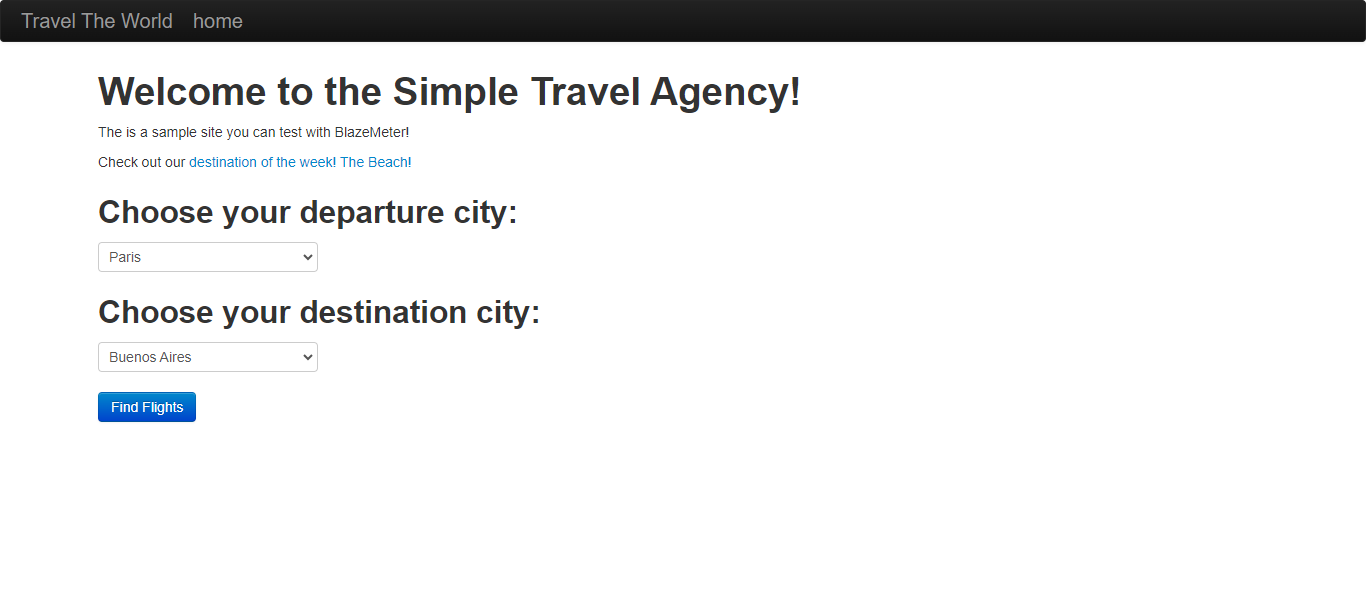 Travel The World home
Welcome to the Simple Travel Agency!
The is a sample site you can test with BlazeMeter!
Check out our destination of the week! The Beach!
Choose your departure city:
Paris
Choose your destination city:
Buenos Aires
Find Flights